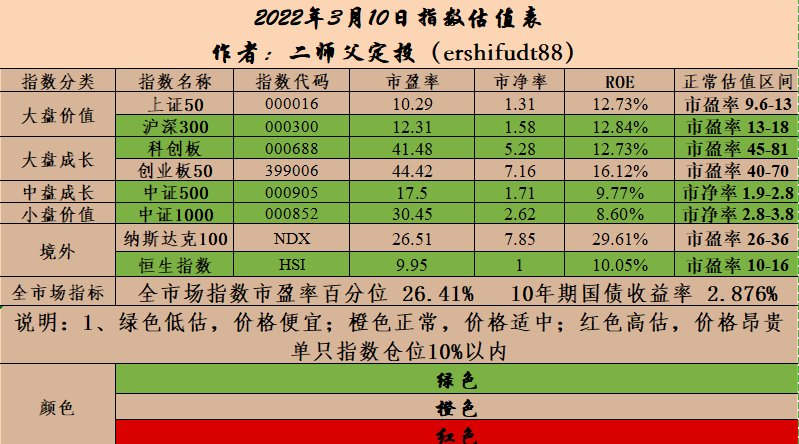 2022年3月10日指数估值表
作者：二师父定投（ershifudt88）
指数分类 指数名称 指数代码 市盈率 市净率 ROE 正常估值区间
大盘价值 上证50 000016 10.29 1.31 12.73% 市盈率 9.6-13
沪深300 000300 12.31 1.58 12.84% 市盈率 13-18
大盘成长 科创板 000688 41.48 5.28 12.73% 市盈率 45-81
创业板50 399006 44.42 7.16 16.12% 市盈率 40-70
中盘成长 中证500 000905 17.5 1.71 9.77% 市净率 1.9-2.8
小盘价值 中证1000 000852 30.45 2.62 8.60% 市净率 2.8-3.8
境外 纳斯达克100 NDX 26.51 7.85 29.61% 市盈率 26-36
恒生指数 HSI 9.95 1 10.05% 市盈率 10-16
全市场指标 全市场指数市盈率百分位 26.41% 10年期国债收益率 2.876%
说明：1、绿色低估，价格便宜；橙色正常，价格适中；红色高估，价格昂贵
单只指数仓位10%以内
颜色 绿色
橙色
红色